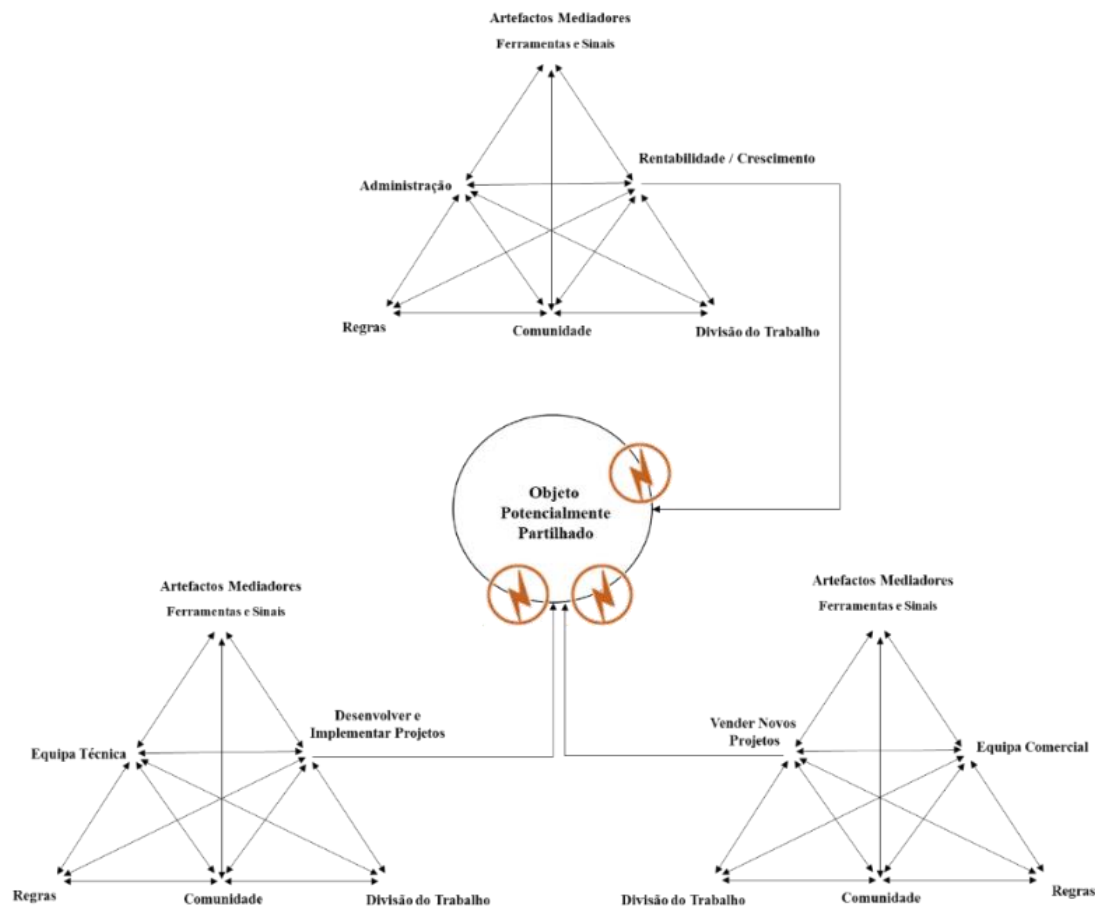 Artefactos Mediadores
Ferramentas e Sinais
Rentabilidade / Crescimento
Administração
Regras
Comunidade
Divisão do Trabalho
Objeto
Potencialmente
Partilhado
Artefactos Mediadores
Ferramentas e Sinais
Desenvolver e
Implementar Projetos
Equipa Técnica
Regras
Comunidade
Divisão do Trabalho
Artefactos Mediadores
Ferramentas e Sinais
Vender Novos
Projetos
Equipa Comercial
Divisão do Trabalho
Comunidade
Regras